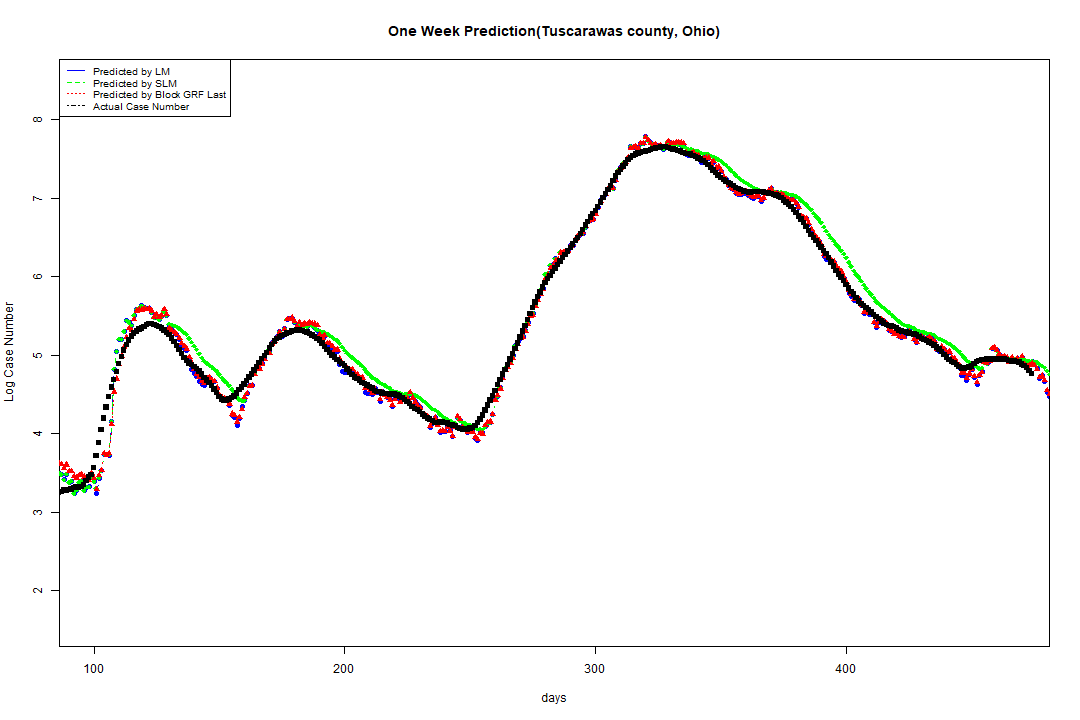 One Week Prediction(Tuscarawas county, Ohio)
Predicted by LM
Predicted by SLM
Predicted by Block GRF Last
Actual Case Number
Log Case Number
8
7
6
5
4
3
2
100 200 300 400
days